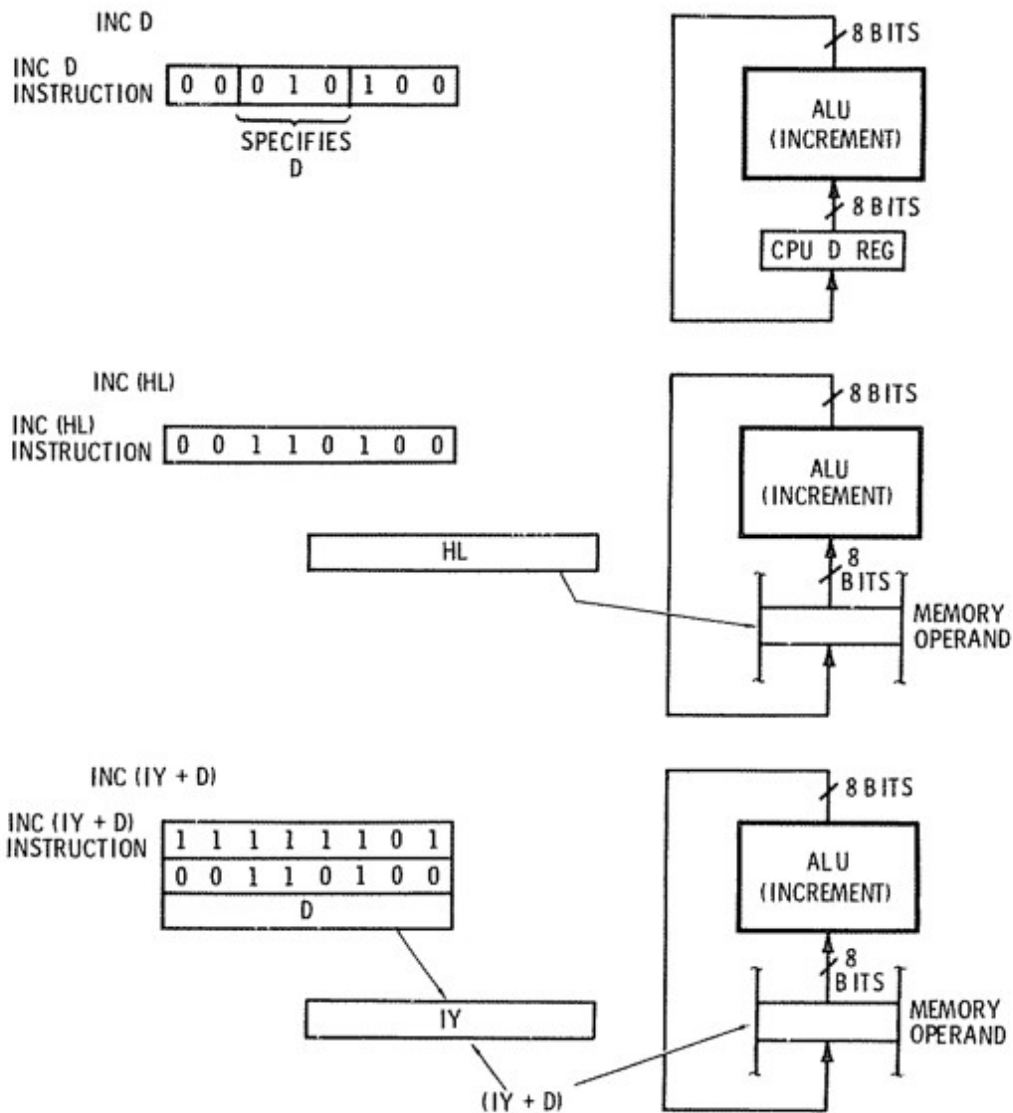 INC D
INC D
INSTRUCTION
0 0 0 1 0 1 0 0
SPECIFIES
D
8 BITS
ALU
(INCREMENT)
8 BITS
CPU D REG
INC (HL)
INC (HL)
INSTRUCTION
0 0 1 1 0 1 0 0
HL
8 BITS
ALU
(INCREMENT)
8
BITS
MEMORY
OPERAND
INC (IY + D)
INC (IY + D)
INSTRUCTION
1 1 1 1 1 1 0 1
0 0 1 1 0 1 0 0
D
IY
(IY + D)
8 BITS
ALU
(INCREMENT)
8
BITS
MEMORY
OPERAND